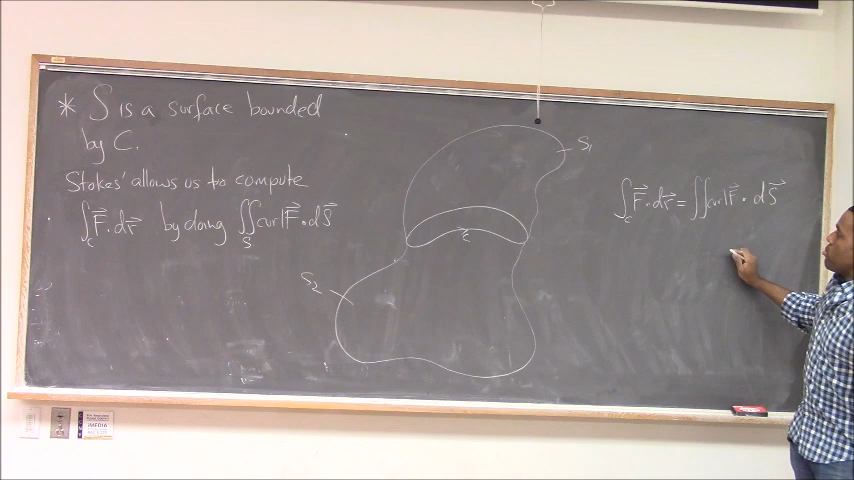 * S is a surface bounded
by C.
Stokes' allows us to compute
∫_C F⃗ · dr⃗ by doing ∬_S curl F⃗ · dS⃗
S₁
C
S₂
∫_C F⃗ · dr⃗ = ∬ curl F⃗ · dS⃗
iMEDIA